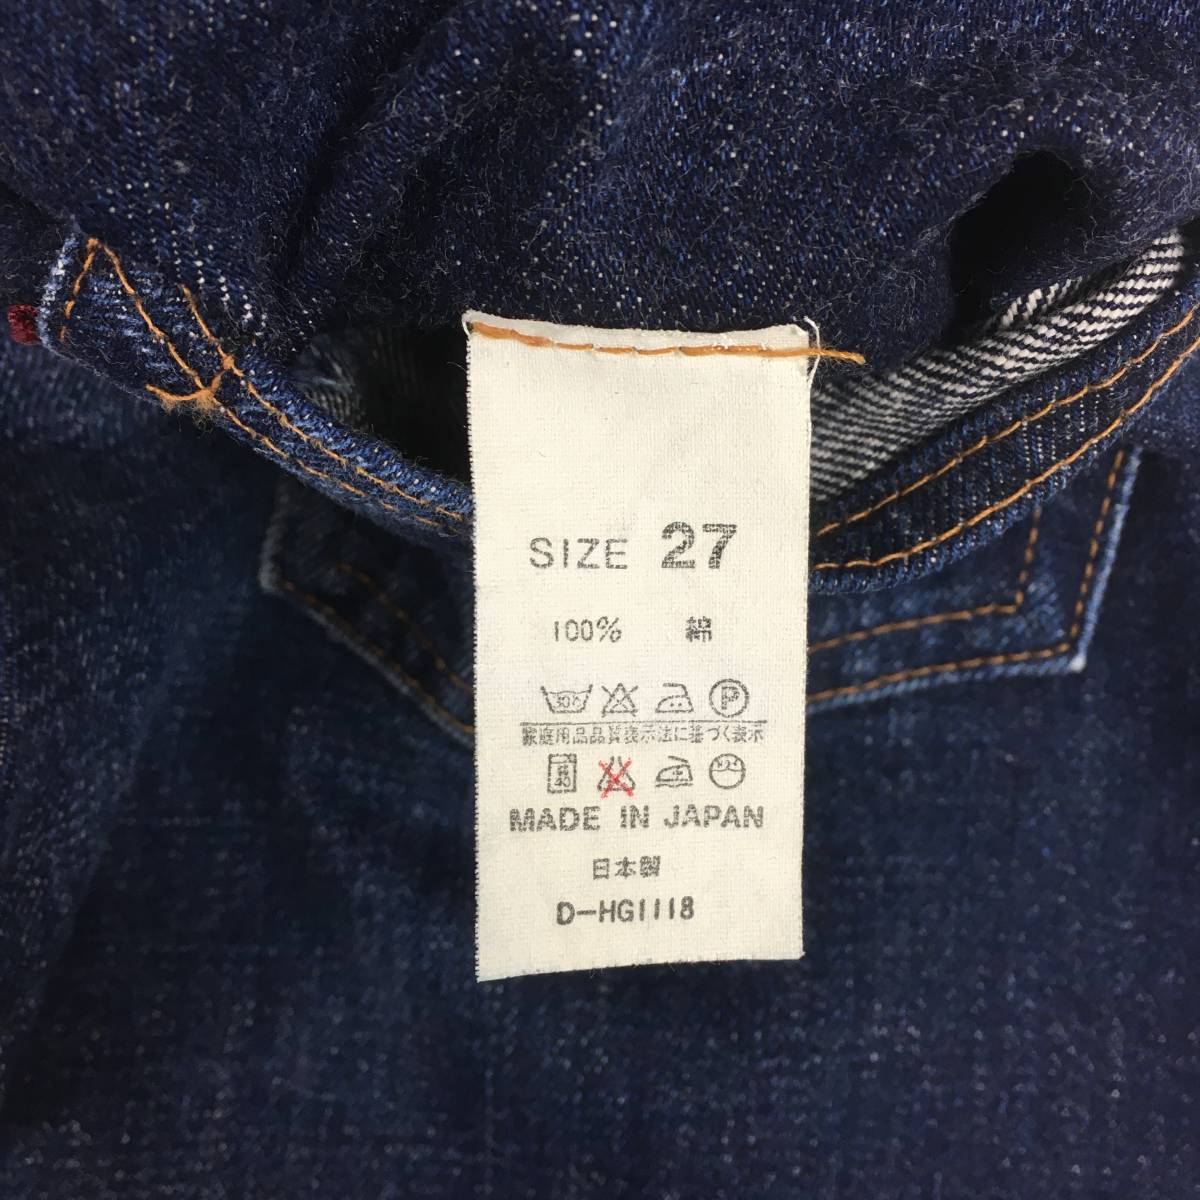 SIZE 27
100% 綿
P
家庭用品品質表示法に基づく表示
40
MADE IN JAPAN
日本製
D-HG1118